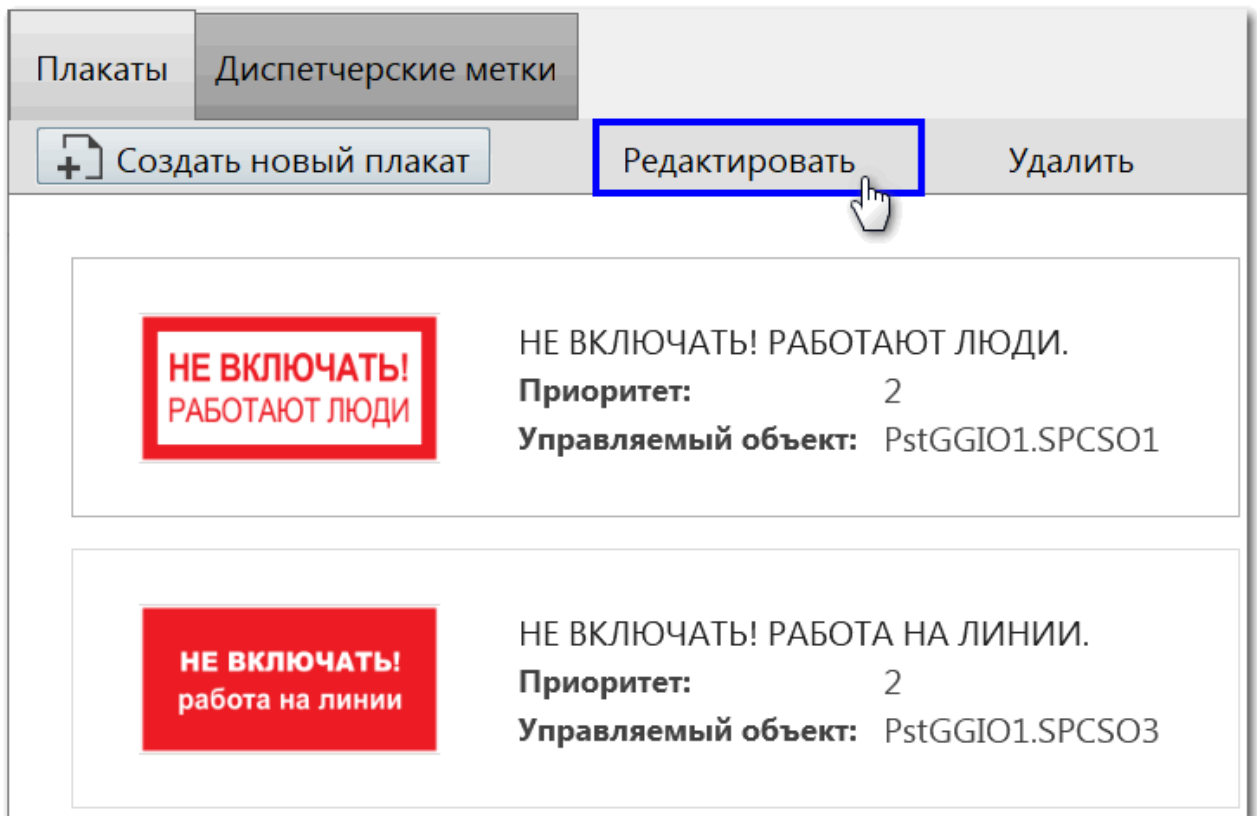 Плакаты Диспетчерские метки
Создать новый плакат Редактировать Удалить
НЕ ВКЛЮЧАТЬ!
РАБОТАЮТ ЛЮДИ
НЕ ВКЛЮЧАТЬ! РАБОТАЮТ ЛЮДИ.
Приоритет: 2
Управляемый объект: PstGGIO1.SPCSO1
НЕ ВКЛЮЧАТЬ!
работа на линии
НЕ ВКЛЮЧАТЬ! РАБОТА НА ЛИНИИ.
Приоритет: 2
Управляемый объект: PstGGIO1.SPCSO3